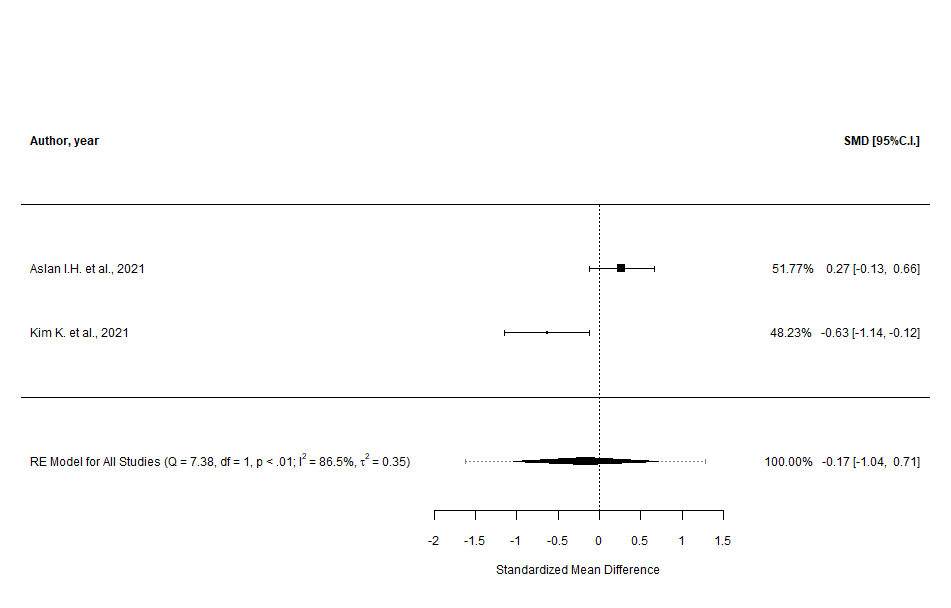 Author, year SMD [95%C.I.]
Aslan I.H. et al., 2021 51.77% 0.27 [-0.13, 0.66]
Kim K. et al., 2021 48.23% -0.63 [-1.14, -0.12]
RE Model for All Studies (Q = 7.38, df = 1, p < .01; I² = 86.5%, τ² = 0.35) 100.00% -0.17 [-1.04, 0.71]
-2 -1.5 -1 -0.5 0 0.5 1 1.5
Standardized Mean Difference